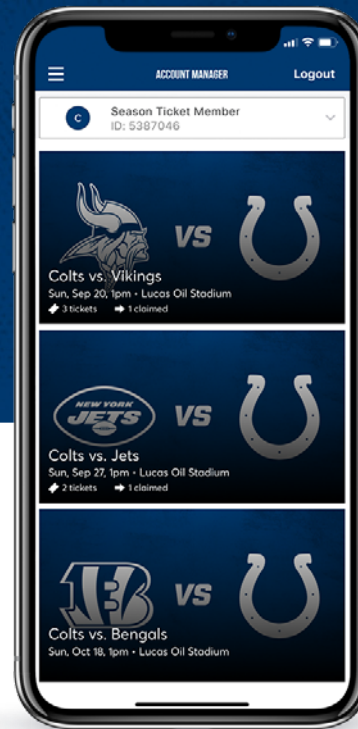 ACCOUNT MANAGER
Logout
C
Season Ticket Member
ID: 5387046
VS
Colts vs. Vikings
Sun, Sep 20, 1pm • Lucas Oil Stadium
3 tickets 1 claimed
NEW YORK
JETS
VS
Colts vs. Jets
Sun, Sep 27, 1pm • Lucas Oil Stadium
2 tickets 1 claimed
B
VS
Colts vs. Bengals
Sun, Oct 18, 1pm • Lucas Oil Stadium